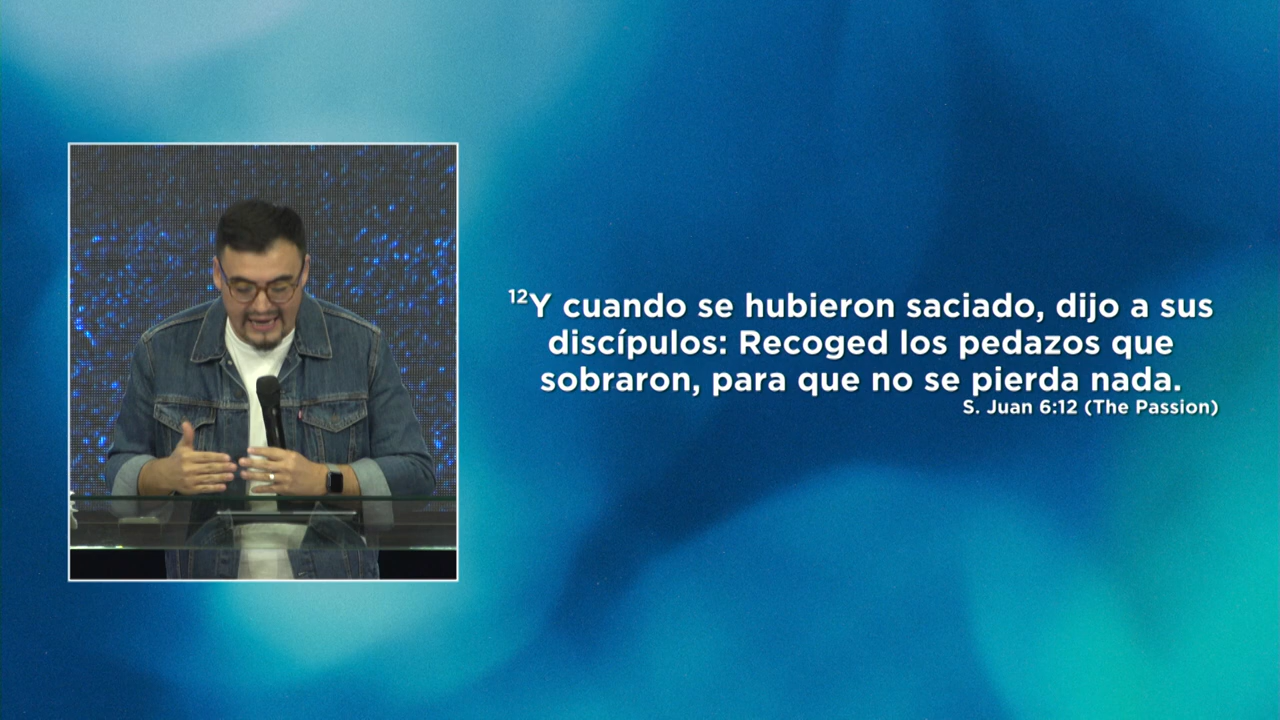 ¹²Y cuando se hubieron saciado, dijo a sus
discípulos: Recoged los pedazos que
sobraron, para que no se pierda nada.
S. Juan 6:12 (The Passion)